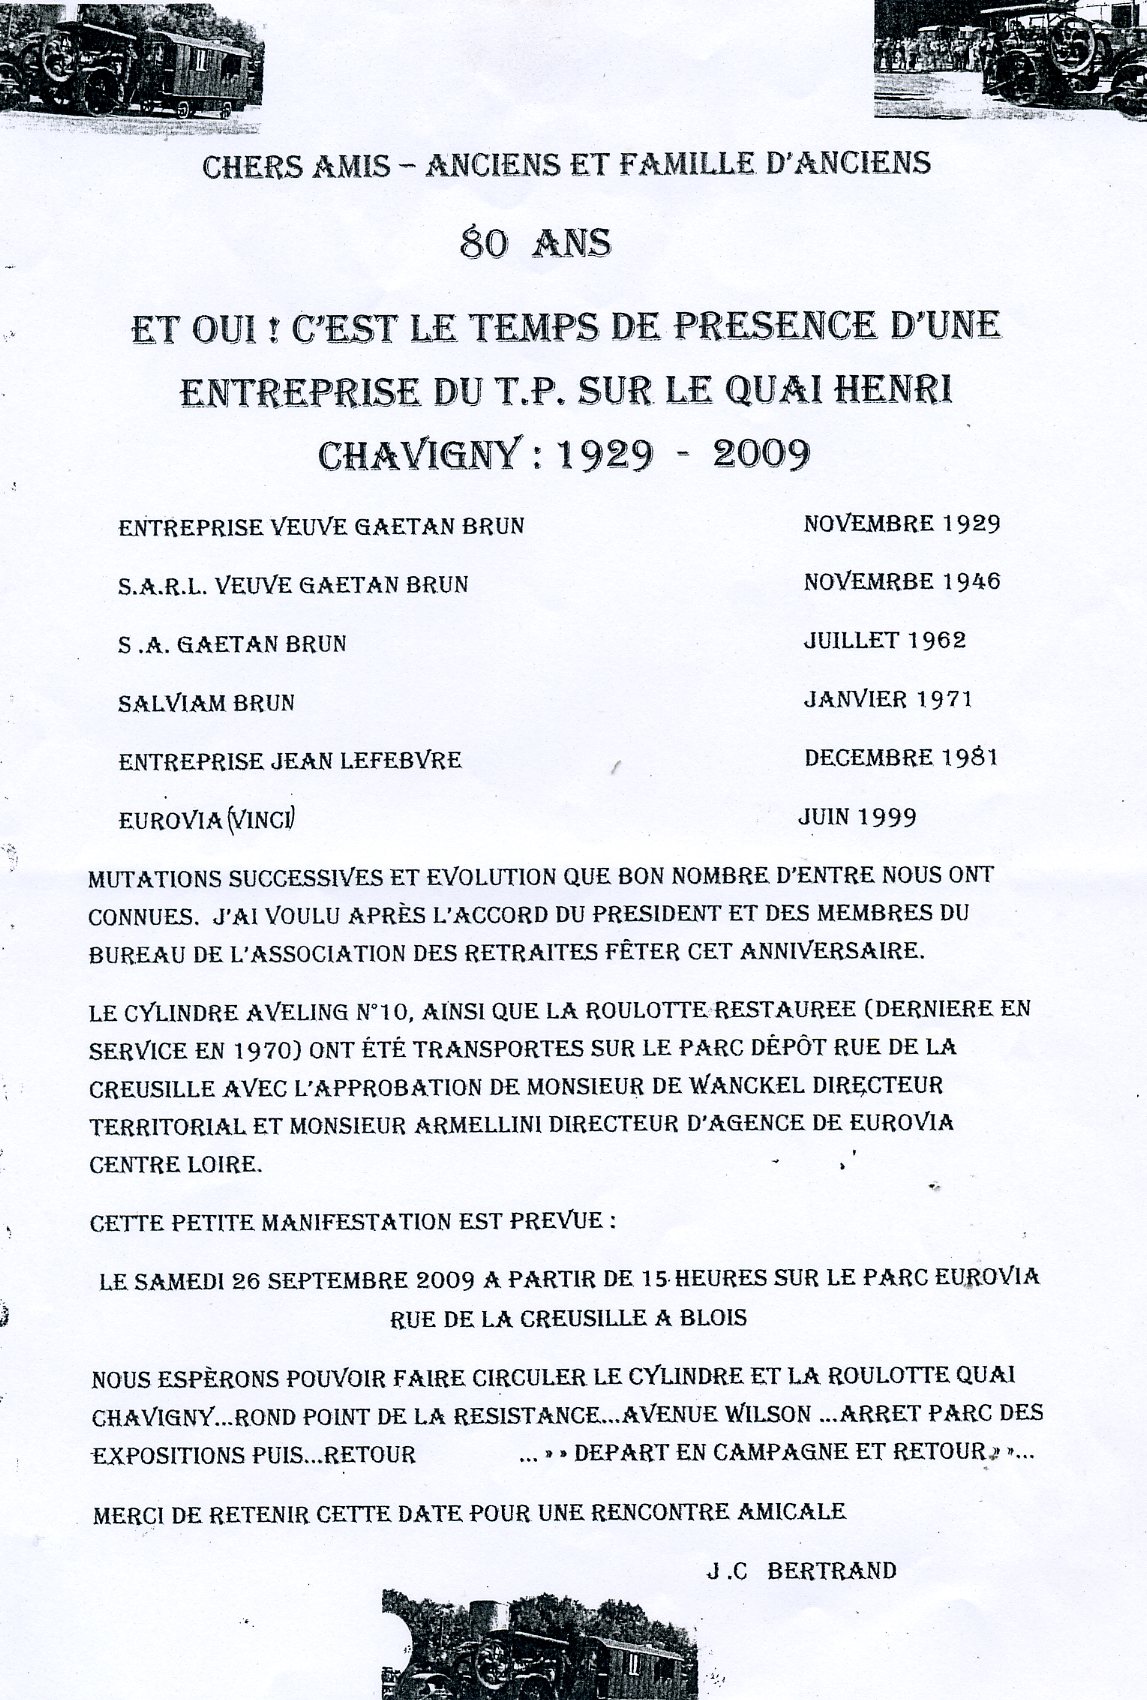 CHERS AMIS – ANCIENS ET FAMILLE D'ANCIENS
80 ANS
ET OUI ! C'EST LE TEMPS DE PRESENCE D'UNE
ENTREPRISE DU T.P. SUR LE QUAI HENRI
CHAVIGNY : 1929 - 2009
ENTREPRISE VEUVE GAETAN BRUN NOVEMBRE 1929
S.A.R.L. VEUVE GAETAN BRUN NOVEMRBE 1946
S .A. GAETAN BRUN JUILLET 1962
SALVIAM BRUN JANVIER 1971
ENTREPRISE JEAN LEFEBVRE DECEMBRE 1981
EUROVIA (VINCI) JUIN 1999
MUTATIONS SUCCESSIVES ET EVOLUTION QUE BON NOMBRE D'ENTRE NOUS ONT
CONNUES. J'AI VOULU APRÈS L'ACCORD DU PRESIDENT ET DES MEMBRES DU
BUREAU DE L'ASSOCIATION DES RETRAITES FÊTER CET ANNIVERSAIRE.
LE CYLINDRE AVELING N°10, AINSI QUE LA ROULOTTE RESTAUREE (DERNIERE EN
SERVICE EN 1970) ONT ÉTÉ TRANSPORTES SUR LE PARC DÉPÔT RUE DE LA
CREUSILLE AVEC L'APPROBATION DE MONSIEUR DE WANCKEL DIRECTEUR
TERRITORIAL ET MONSIEUR ARMELLINI DIRECTEUR D'AGENCE DE EUROVIA
CENTRE LOIRE.
CETTE PETITE MANIFESTATION EST PREVUE :
LE SAMEDI 26 SEPTEMBRE 2009 A PARTIR DE 15 HEURES SUR LE PARC EUROVIA
RUE DE LA CREUSILLE A BLOIS
NOUS ESPÈRONS POUVOIR FAIRE CIRCULER LE CYLINDRE ET LA ROULOTTE QUAI
CHAVIGNY...ROND POINT DE LA RESISTANCE...AVENUE WILSON ...ARRET PARC DES
EXPOSITIONS PUIS...RETOUR ... » » DEPART EN CAMPAGNE ET RETOUR » »...
MERCI DE RETENIR CETTE DATE POUR UNE RENCONTRE AMICALE
J .C BERTRAND